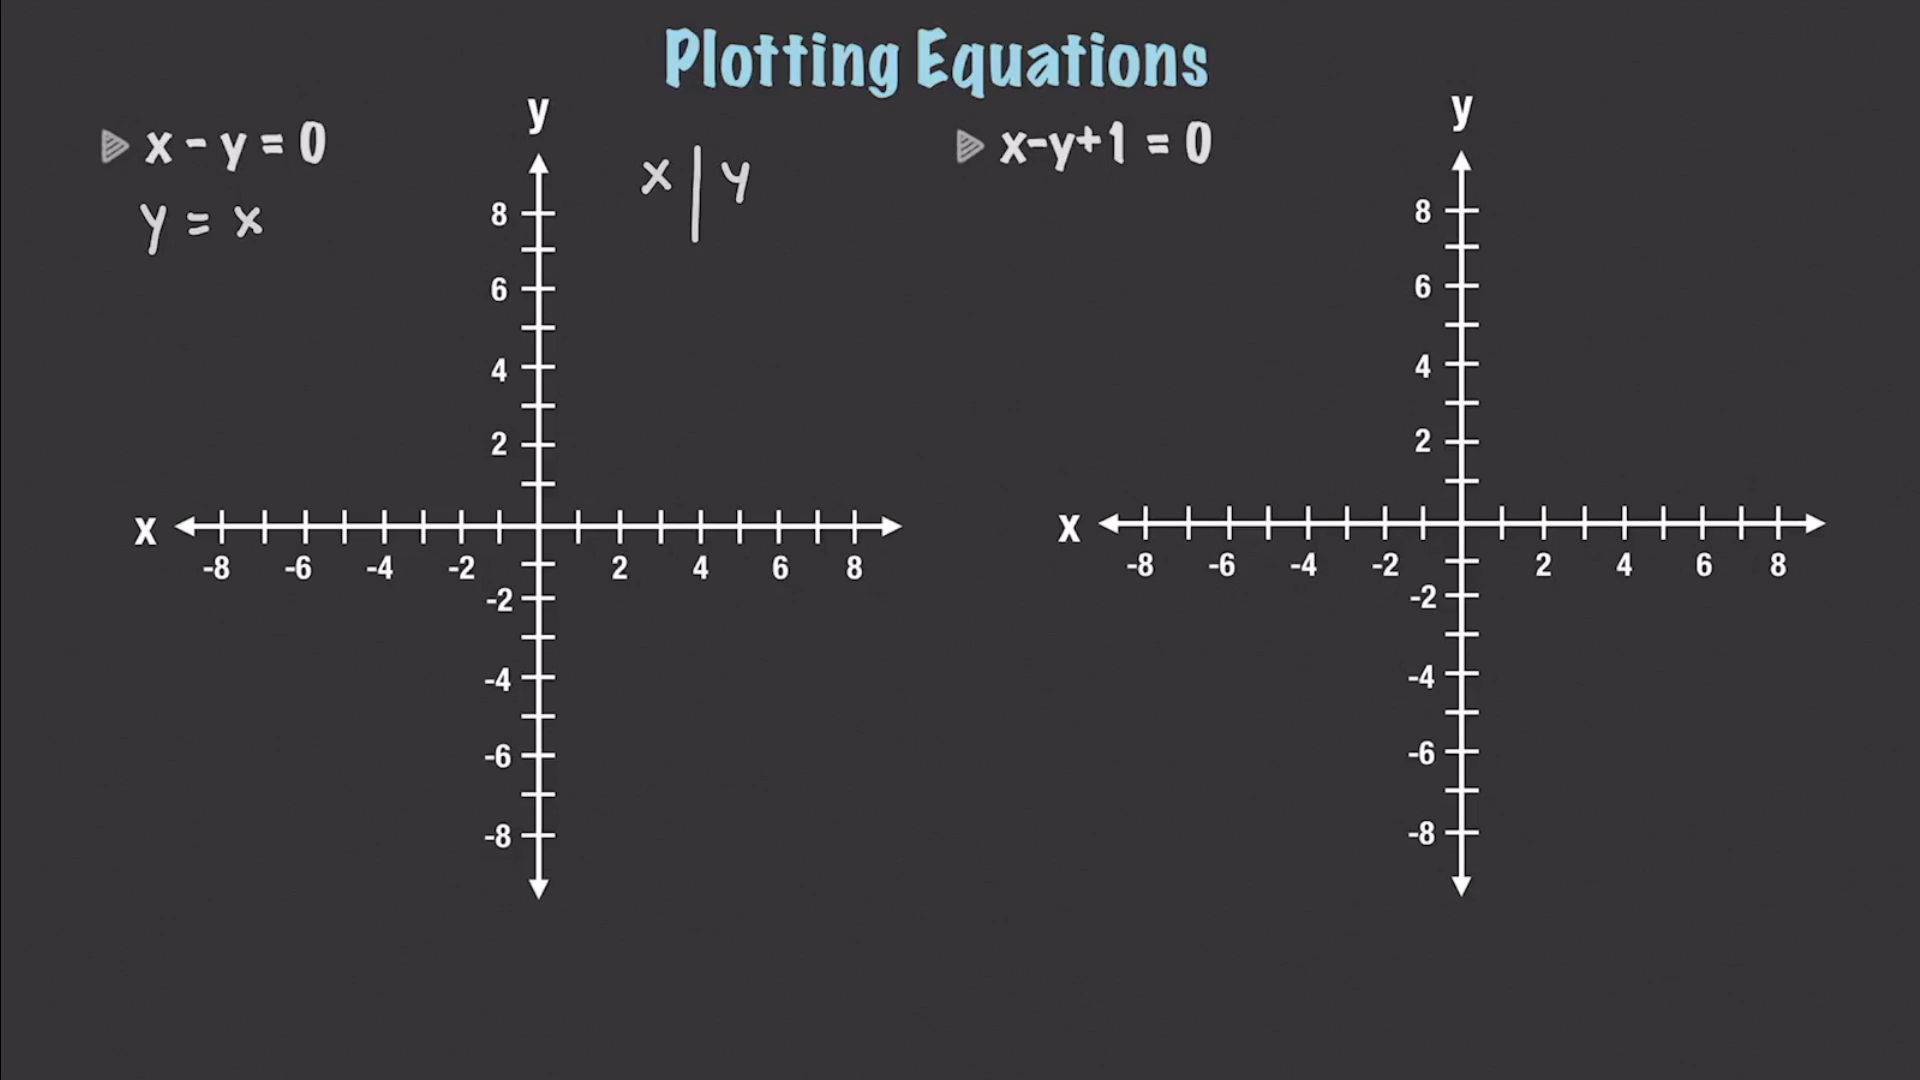 Plotting Equations
x - y = 0
y = x
x | y
y
8
6
4
2
x
-8 -6 -4 -2 2 4 6 8
-2
-4
-6
-8
x-y+1 = 0
y
8
6
4
2
x
-8 -6 -4 -2 2 4 6 8
-2
-4
-6
-8